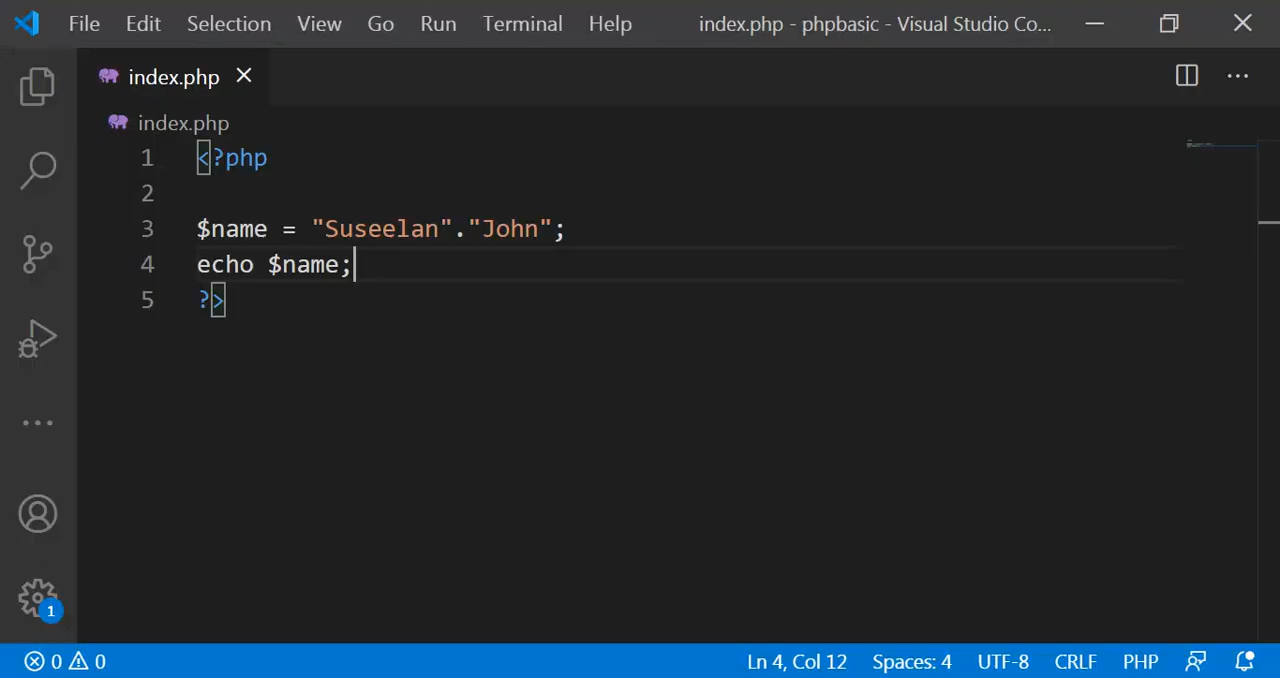 File Edit Selection View Go Run Terminal Help index.php - phpbasic - Visual Studio Co...
index.php
index.php
1 <?php
2
3 $name = "Suseelan"."John";
4 echo $name;
5 ?>
1
0 0 Ln 4, Col 12 Spaces: 4 UTF-8 CRLF PHP